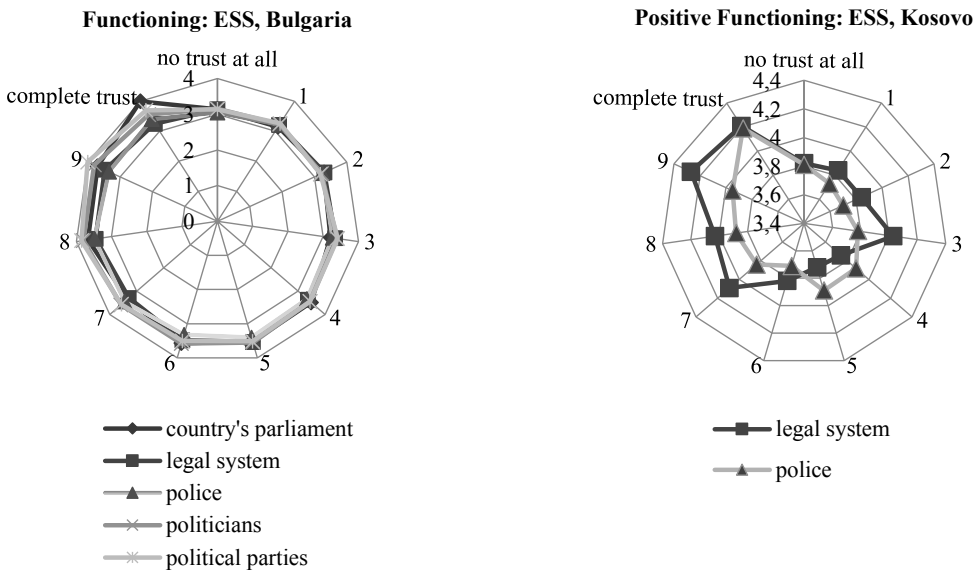 Functioning: ESS, Bulgaria
no trust at all
4
complete trust
1
3
2
2
9
1
0
8
3
7
4
6
5
country's parliament
legal system
police
politicians
political parties
Positive Functioning: ESS, Kosovo
no trust at all
4,4
complete trust
1
4,2
4
9
2
3,8
3,6
3,4
8
3
7
4
6
5
legal system
police